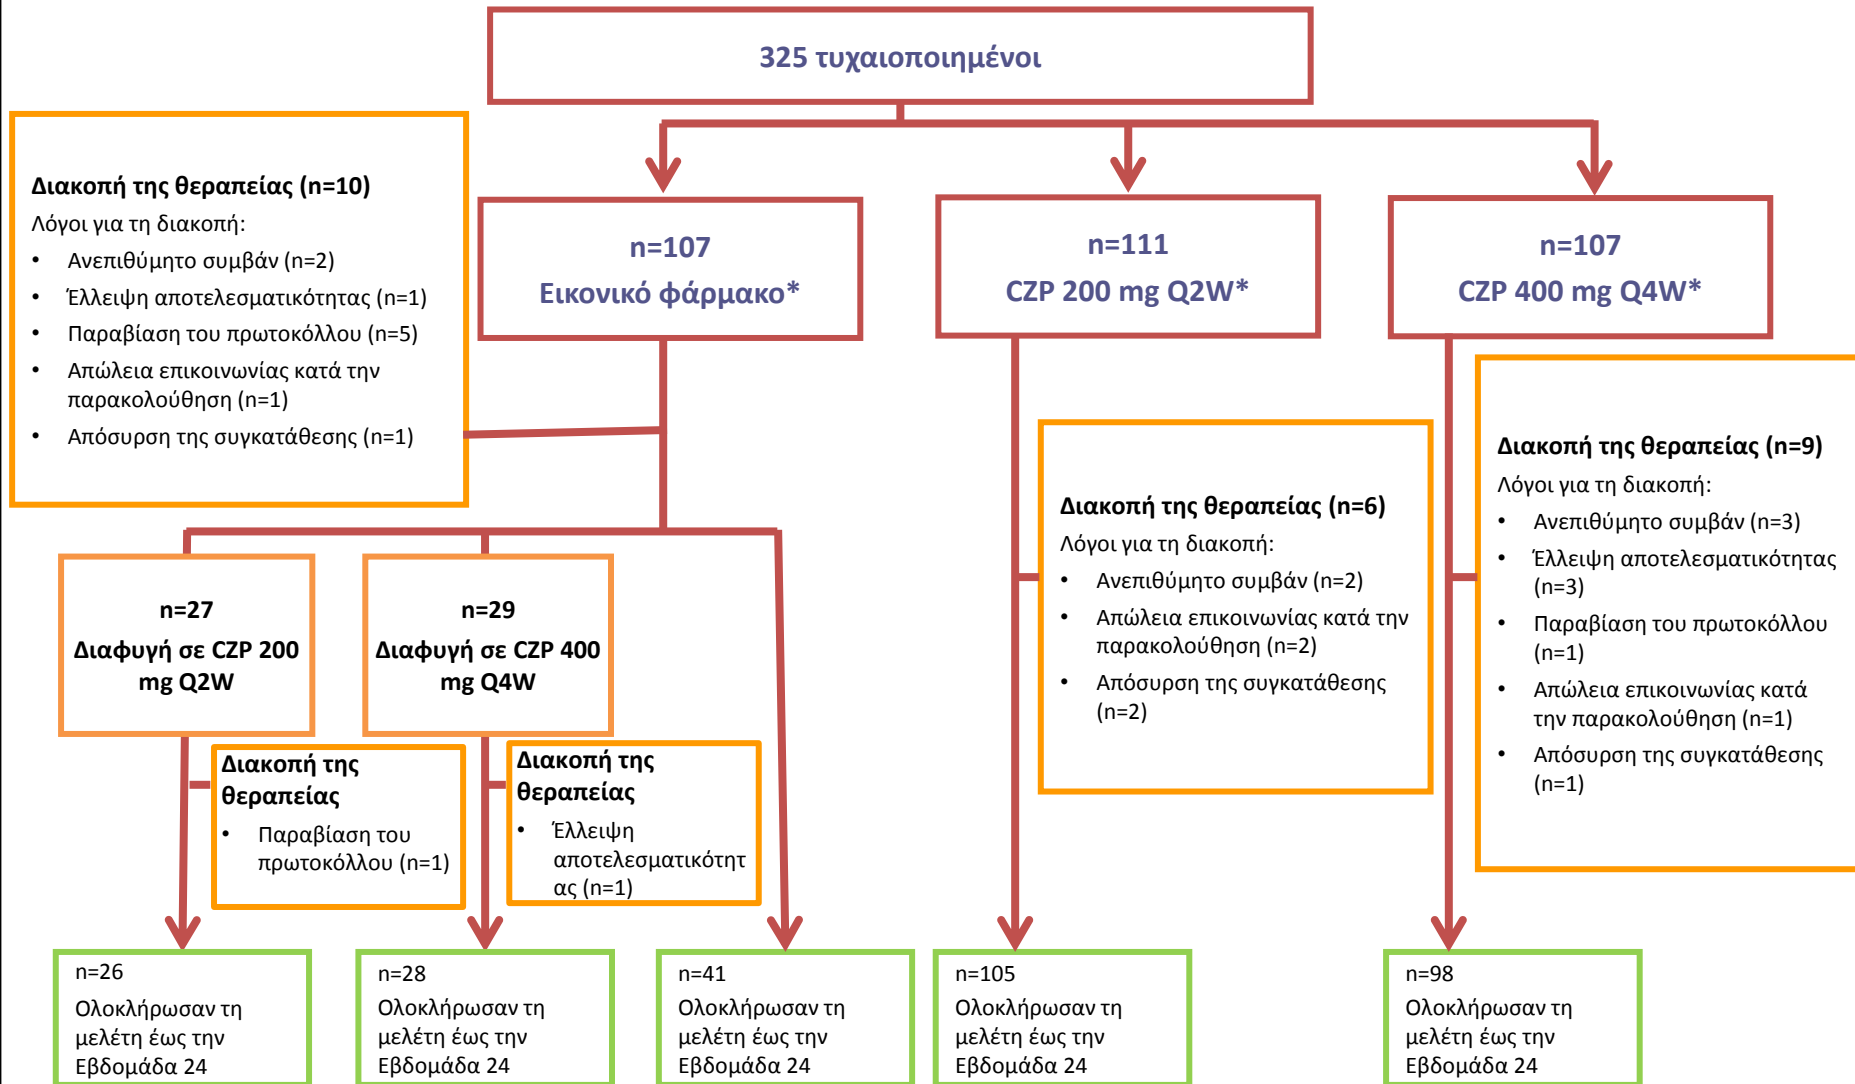 325 τυχαιοποιημένοι
Διακοπή της θεραπείας (n=10)
Λόγοι για τη διακοπή:
• Ανεπιθύμητο συμβάν (n=2)
• Έλλειψη αποτελεσματικότητας (n=1)
• Παραβίαση του πρωτοκόλλου (n=5)
• Απώλεια επικοινωνίας κατά την
παρακολούθηση (n=1)
• Απόσυρση της συγκατάθεσης (n=1)
n=107
Εικονικό φάρμακο*
n=111
CZP 200 mg Q2W*
n=107
CZP 400 mg Q4W*
Διακοπή της θεραπείας (n=6)
Λόγοι για τη διακοπή:
• Ανεπιθύμητο συμβάν (n=2)
• Απώλεια επικοινωνίας κατά την
παρακολούθηση (n=2)
• Απόσυρση της συγκατάθεσης
(n=2)
Διακοπή της θεραπείας (n=9)
Λόγοι για τη διακοπή:
• Ανεπιθύμητο συμβάν (n=3)
• Έλλειψη αποτελεσματικότητας
(n=3)
• Παραβίαση του πρωτοκόλλου
(n=1)
• Απώλεια επικοινωνίας κατά
την παρακολούθηση (n=1)
• Απόσυρση της συγκατάθεσης
(n=1)
n=27
Διαφυγή σε CZP 200
mg Q2W
n=29
Διαφυγή σε CZP 400
mg Q4W
Διακοπή της
θεραπείας
• Παραβίαση του
πρωτοκόλλου (n=1)
Διακοπή της
θεραπείας
• Έλλειψη
αποτελεσματικότητ
ας (n=1)
n=26
Ολοκλήρωσαν τη
μελέτη έως την
Εβδομάδα 24
n=28
Ολοκλήρωσαν τη
μελέτη έως την
Εβδομάδα 24
n=41
Ολοκλήρωσαν τη
μελέτη έως την
Εβδομάδα 24
n=105
Ολοκλήρωσαν τη
μελέτη έως την
Εβδομάδα 24
n=98
Ολοκλήρωσαν τη
μελέτη έως την
Εβδομάδα 24